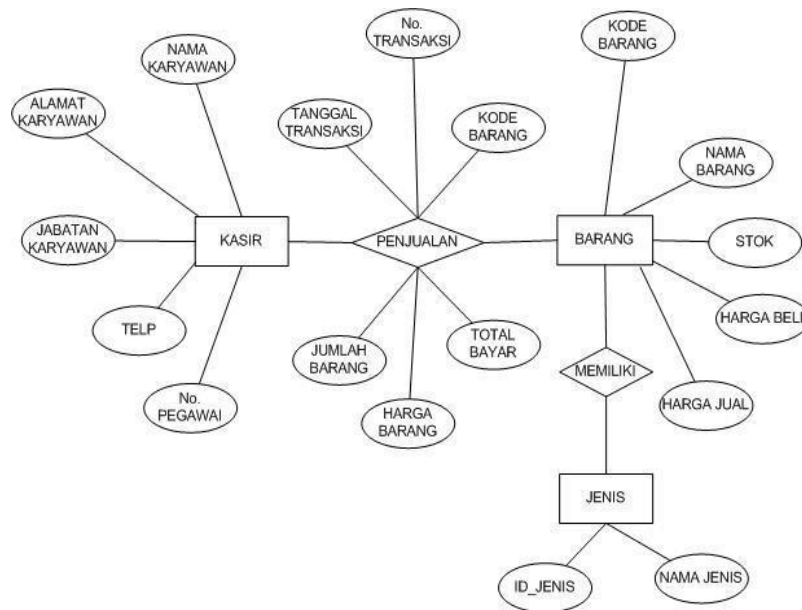 No.
TRANSAKSI
KODE
BARANG
NAMA
KARYAWAN
ALAMAT
KARYAWAN
TANGGAL
TRANSAKSI
KODE
BARANG
NAMA
BARANG
JABATAN
KARYAWAN
KASIR
PENJUALAN
BARANG
STOK
TELP
JUMLAH
BARANG
TOTAL
BAYAR
HARGA BELI
MEMILIKI
No.
PEGAWAI
HARGA
BARANG
HARGA JUAL
JENIS
ID_JENIS
NAMA JENIS